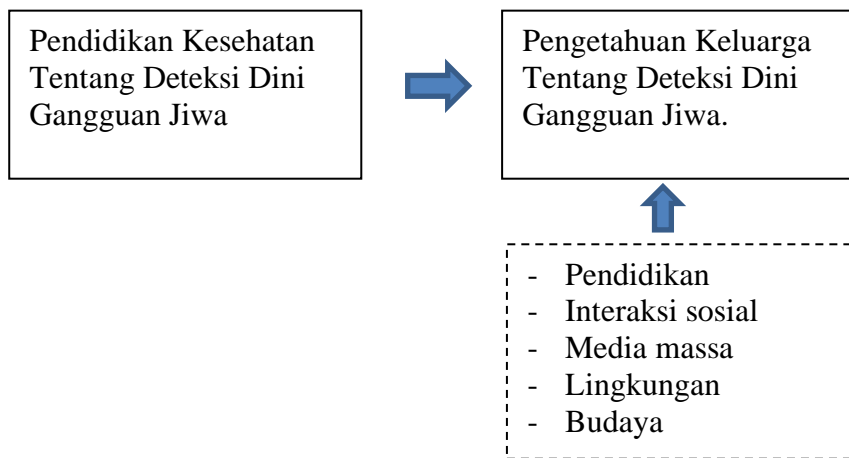 Pendidikan Kesehatan
Tentang Deteksi Dini
Gangguan Jiwa
Pengetahuan Keluarga
Tentang Deteksi Dini
Gangguan Jiwa.
- Pendidikan
- Interaksi sosial
- Media massa
- Lingkungan
- Budaya